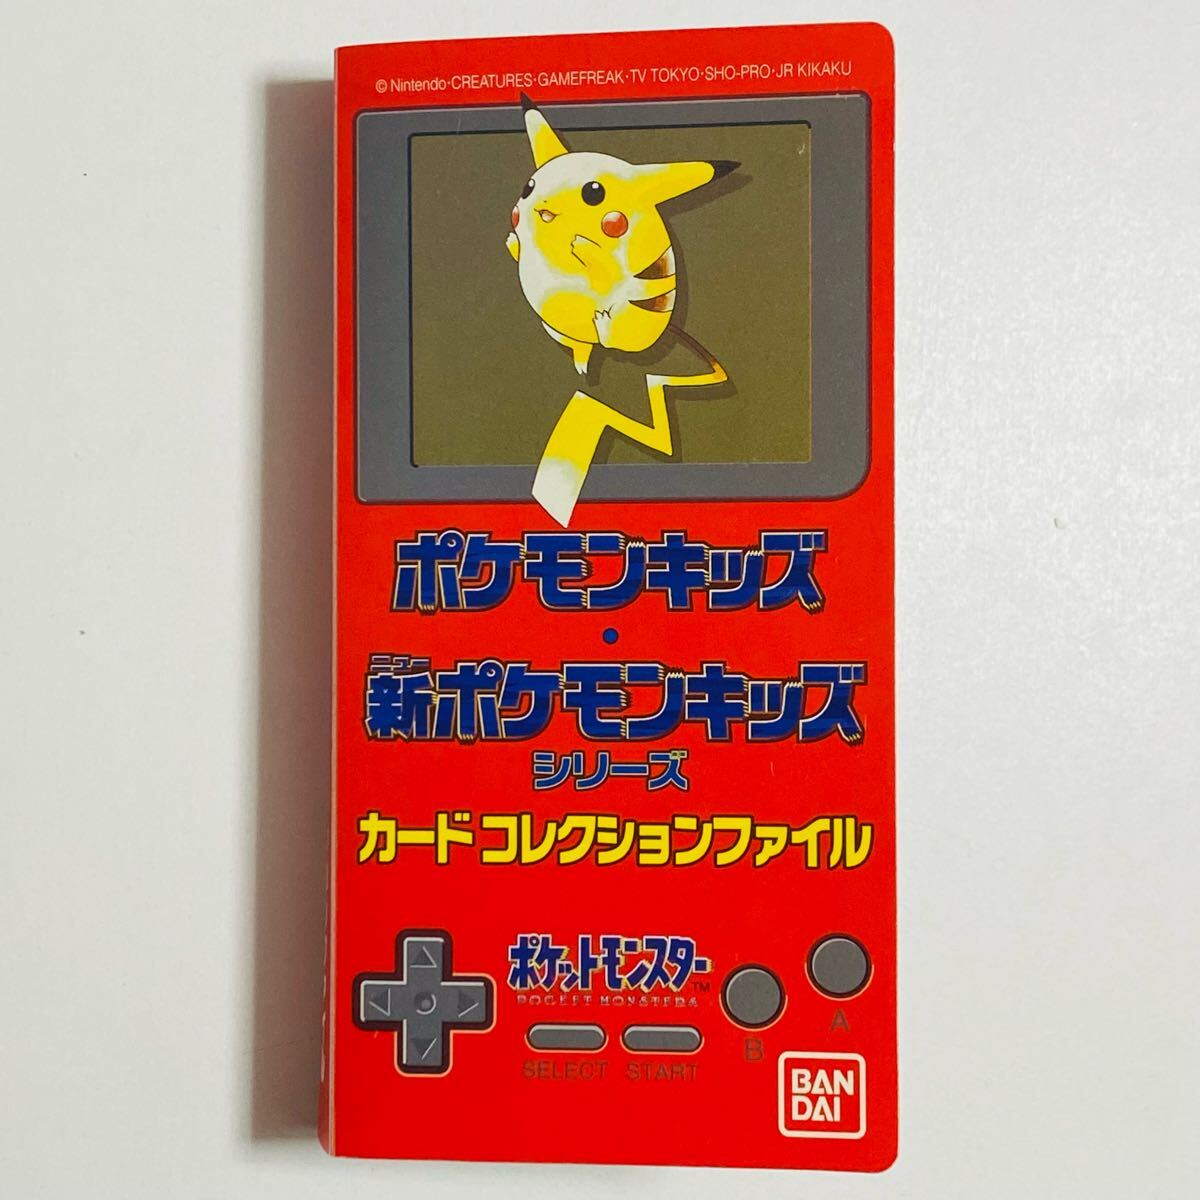 © Nintendo・CREATURES・GAMEFREAK・TV TOKYO・SHO-PRO・JR KIKAKU
ポケモンキッズ
・
ニュー
新ポケモンキッズ
シリーズ
カード コレクションファイル
ポケットモンスター
POCKET MONSTERS
TM
SELECT START
B
A
BAN
DAI